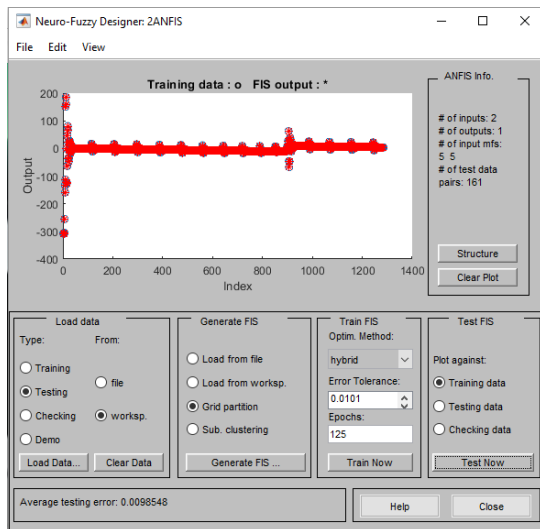 Neuro-Fuzzy Designer: 2ANFIS
File Edit View
Training data : o FIS output : *
200
100
0
-100
-200
-300
-400
Output
0 200 400 600 800 1000 1200 1400
Index
ANFIS Info.
# of inputs: 2
# of outputs: 1
# of input mfs:
5 5
# of test data
pairs: 161
Structure
Clear Plot
Load data
Type: From:
Training
Testing
Checking
Demo
file
worksp.
Load Data... Clear Data
Generate FIS
Load from file
Load from worksp.
Grid partition
Sub. clustering
Generate FIS ...
Train FIS
Optim. Method:
hybrid
Error Tolerance:
0.0101
Epochs:
125
Train Now
Test FIS
Plot against:
Training data
Testing data
Checking data
Test Now
Average testing error: 0.0098548
Help Close